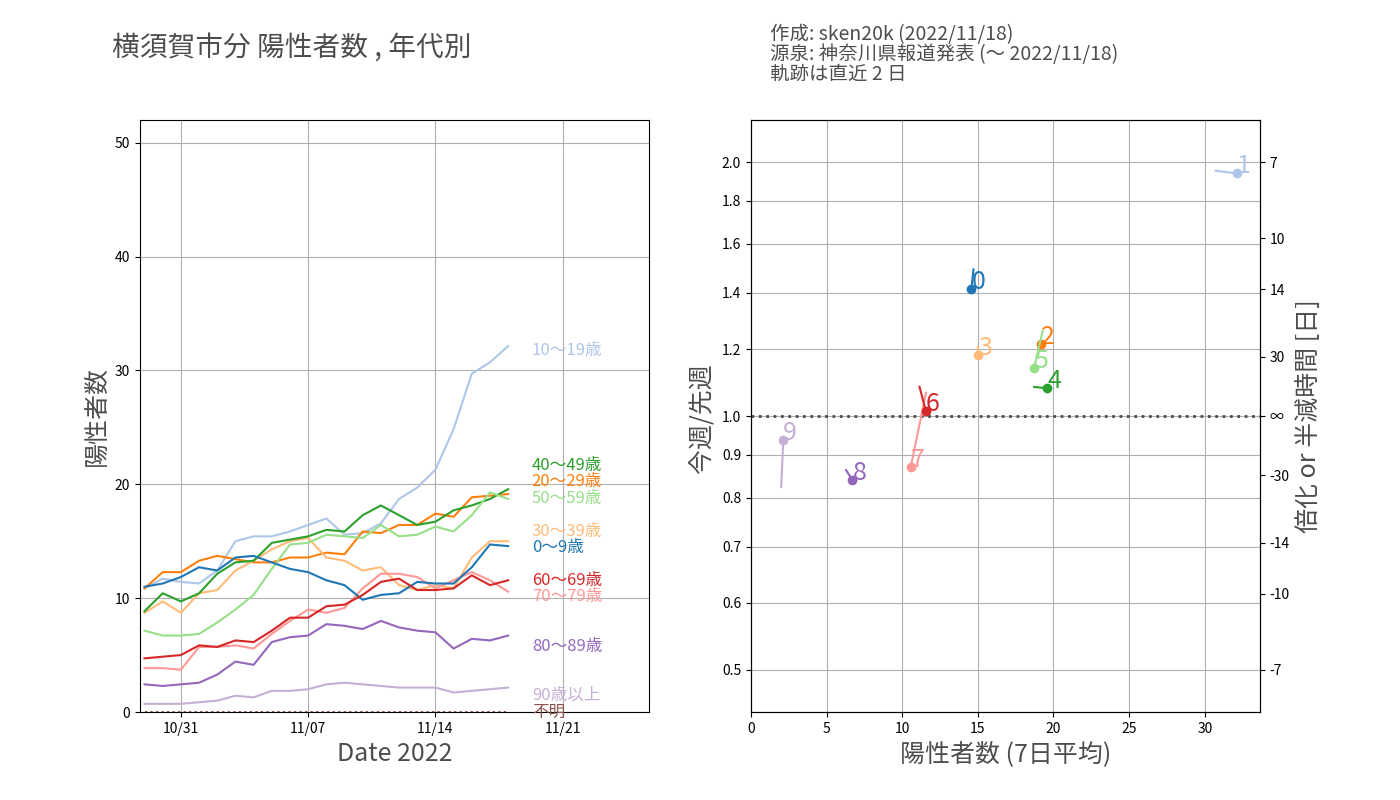 横須賀市分 陽性者数 , 年代別
作成: sken20k (2022/11/18)
源泉: 神奈川県報道発表 (〜 2022/11/18)
軌跡は直近 2 日
陽性者数
50
40
30
20
10
0
10/31
11/07
11/14
11/21
Date 2022
10〜19歳
40〜49歳
20〜29歳
50〜59歳
30〜39歳
0〜9歳
60〜69歳
70〜79歳
80〜89歳
90歳以上
不明
今週/先週
2.0
1.8
1.6
1.4
1.2
1.0
0.9
0.8
0.7
0.6
0.5
0
5
10
15
20
25
30
陽性者数 (7日平均)
1
0
2
3
5
4
6
9
7
8
7
10
14
30
∞
-30
-14
-10
-7
倍化 or 半減時間 [日]